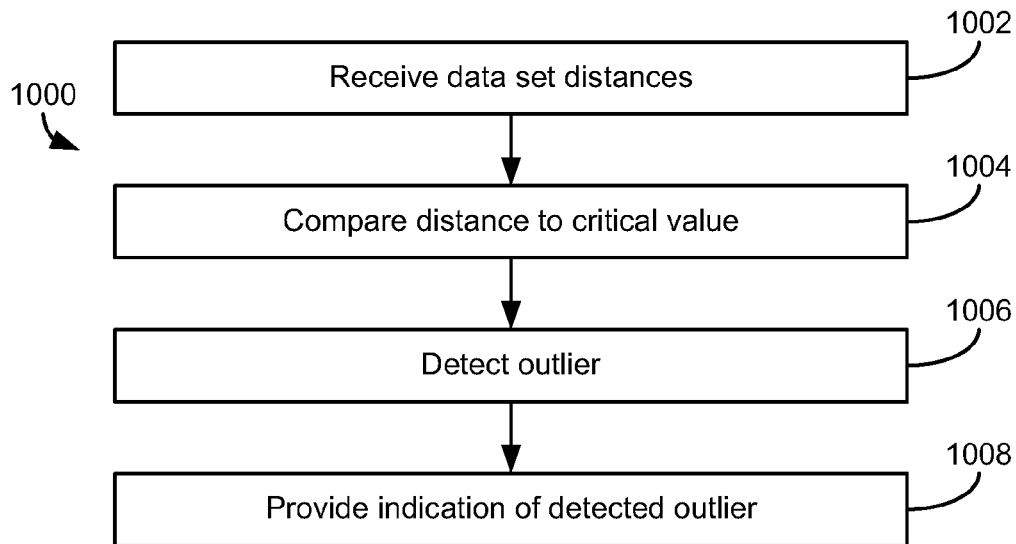 1002
Receive data set distances
1000
1004
Compare distance to critical value
1006
Detect outlier
1008
Provide indication of detected outlier